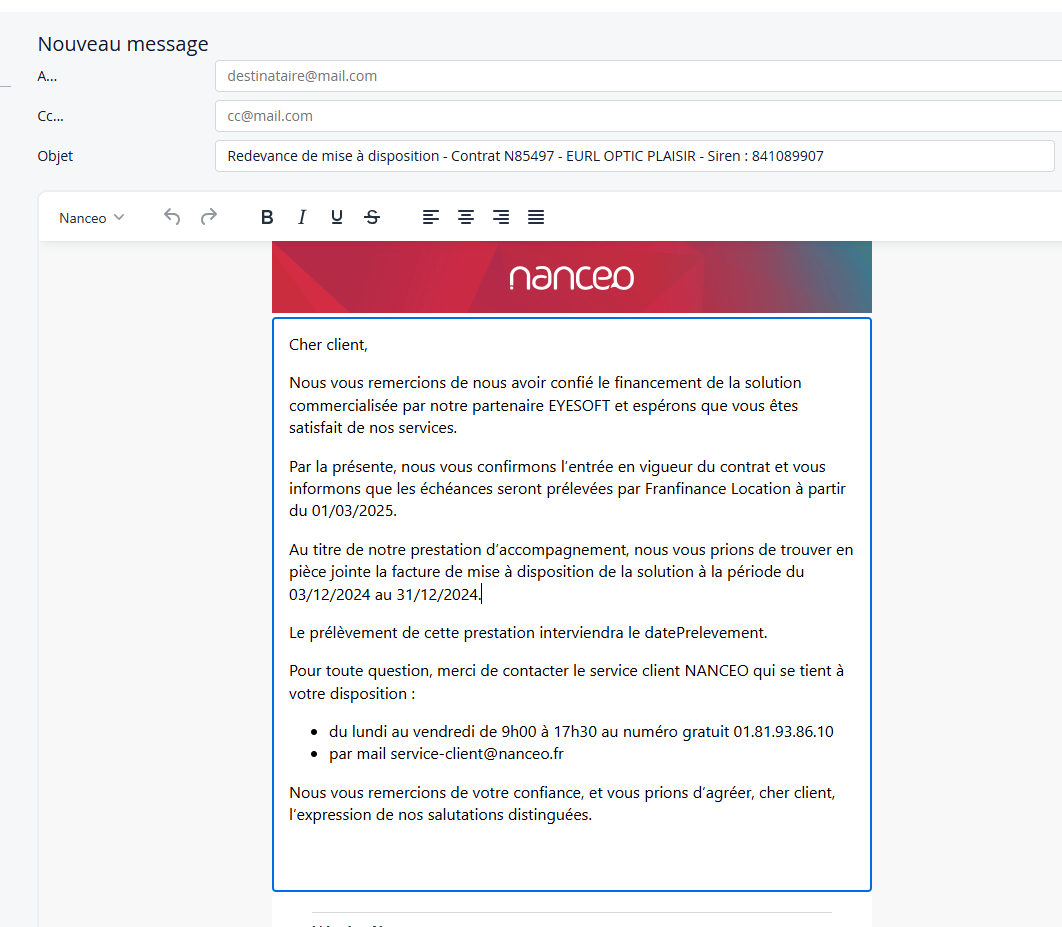 Nouveau message
A...
destinataire@mail.com
Cc...
cc@mail.com
Objet
Redevance de mise à disposition - Contrat N85497 - EURL OPTIC PLAISIR - Siren : 841089907
Nanceo
B I U S
nanceo
Cher client,
Nous vous remercions de nous avoir confié le financement de la solution
commercialisée par notre partenaire EYESOFT et espérons que vous êtes
satisfait de nos services.
Par la présente, nous vous confirmons l'entrée en vigueur du contrat et vous
informons que les échéances seront prélevées par Franfinance Location à partir
du 01/03/2025.
Au titre de notre prestation d'accompagnement, nous vous prions de trouver en
pièce jointe la facture de mise à disposition de la solution à la période du
03/12/2024 au 31/12/2024.
Le prélèvement de cette prestation interviendra le datePrelevement.
Pour toute question, merci de contacter le service client NANCEO qui se tient à
votre disposition :
• du lundi au vendredi de 9h00 à 17h30 au numéro gratuit 01.81.93.86.10
• par mail service-client@nanceo.fr
Nous vous remercions de votre confiance, et vous prions d'agréer, cher client,
l'expression de nos salutations distinguées.